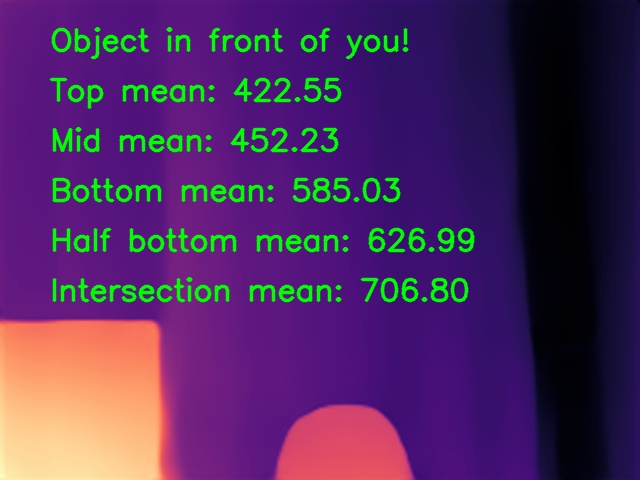 Object in front of you!
Top mean: 422.55
Mid mean: 452.23
Bottom mean: 585.03
Half bottom mean: 626.99
Intersection mean: 706.80